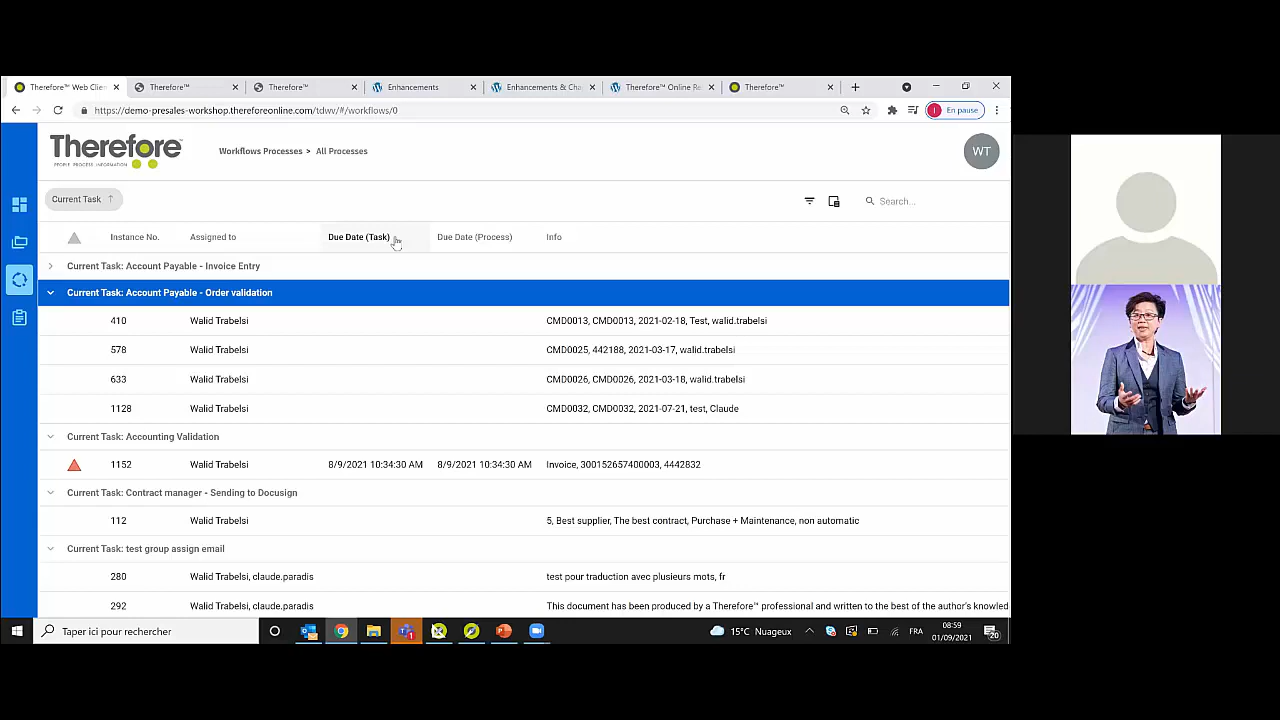 Therefore™ Web Clien
Therefore™
Therefore™
Enhancements
Enhancements & Cha
Therefore™ Online Re
Therefore™
https://demo-presales-workshop.thereforeonline.com/tdwv/#/workflows/0
En pause
Therefore™
PEOPLE PROCESS INFORMATION
Workflows Processes > All Processes
WT
Current Task ↑
Search...
Instance No. Assigned to Due Date (Task) Due Date (Process) Info
Current Task: Account Payable - Invoice Entry
Current Task: Account Payable - Order validation
410 Walid Trabelsi CMD0013, CMD0013, 2021-02-18, Test, walid.trabelsi
578 Walid Trabelsi CMD0025, 442188, 2021-03-17, walid.trabelsi
633 Walid Trabelsi CMD0026, CMD0026, 2021-03-18, walid.trabelsi
1128 Walid Trabelsi CMD0032, CMD0032, 2021-07-21, test, Claude
Current Task: Accounting Validation
1152 Walid Trabelsi 8/9/2021 10:34:30 AM 8/9/2021 10:34:30 AM Invoice, 300152657400003, 4442832
Current Task: Contract manager - Sending to Docusign
112 Walid Trabelsi 5, Best supplier, The best contract, Purchase + Maintenance, non automatic
Current Task: test group assign email
280 Walid Trabelsi, claude.paradis test pour traduction avec plusieurs mots, fr
292 Walid Trabelsi, claude.paradis This document has been produced by a Therefore™ professional and written to the best of the author's knowled
Taper ici pour rechercher
15°C Nuageux
FRA
08:59
01/09/2021
20